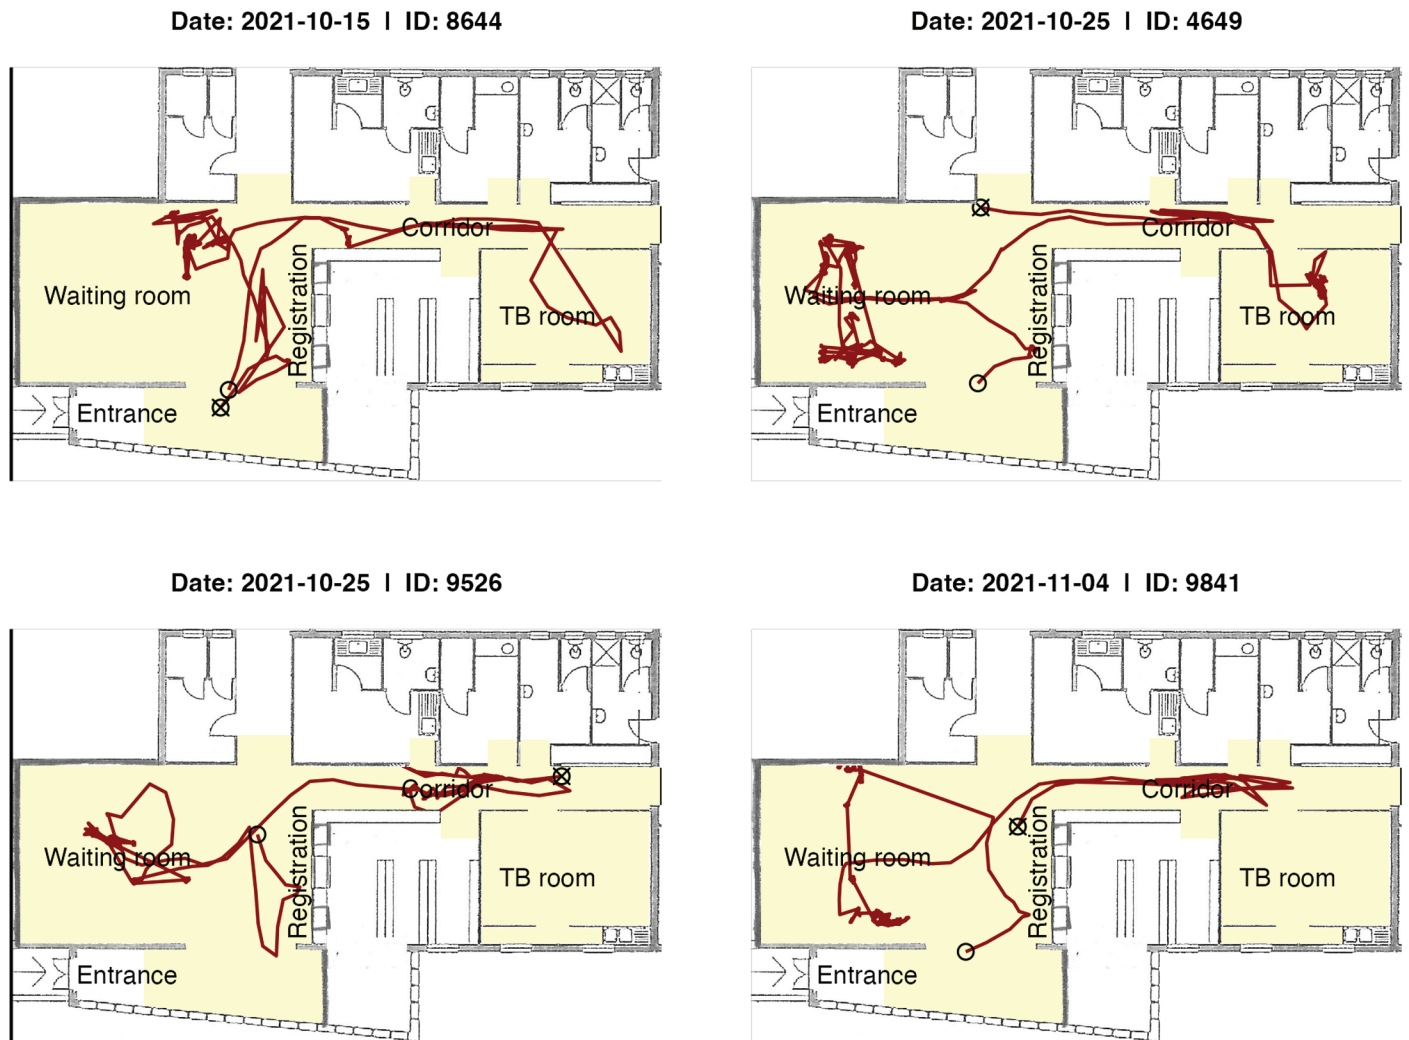 Date: 2021-10-15 | ID: 8644
Corridor
Registration
Waiting room
TB room
Entrance
Date: 2021-10-25 | ID: 4649
Corridor
Registration
Waiting room
TB room
Entrance
Date: 2021-10-25 | ID: 9526
Corridor
Registration
Waiting room
TB room
Entrance
Date: 2021-11-04 | ID: 9841
Corridor
Registration
Waiting room
TB room
Entrance